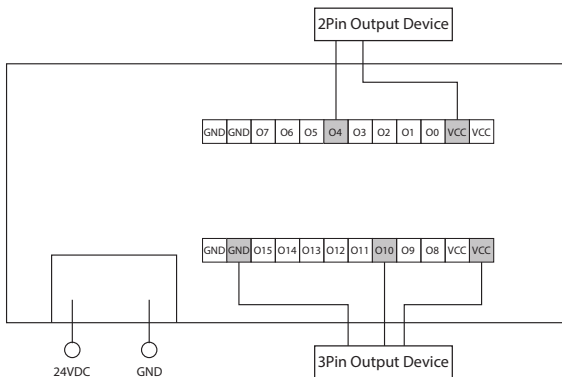 2Pin Output Device
GND GND O7 O6 O5 O4 O3 O2 O1 O0 VCC VCC
GND GND O15 O14 O13 O12 O11 O10 O9 O8 VCC VCC
24VDC GND
3Pin Output Device